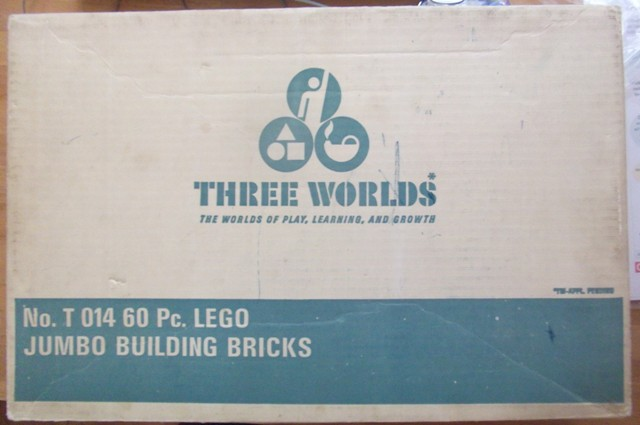 THREE WORLDS*
THE WORLDS OF PLAY, LEARNING, AND GROWTH
No. T 014 60 Pc. LEGO
JUMBO BUILDING BRICKS